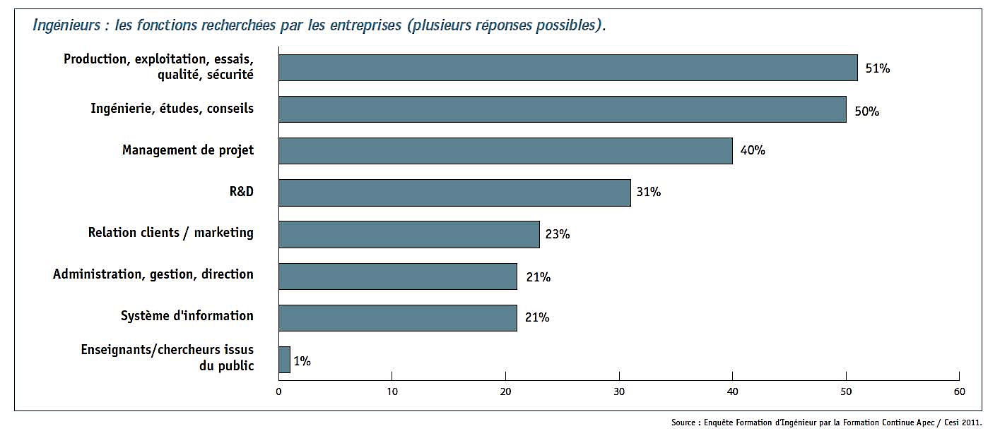 Ingénieurs : les fonctions recherchées par les entreprises (plusieurs réponses possibles).
Production, exploitation, essais,
qualité, sécurité
51%
Ingénierie, études, conseils
50%
Management de projet
40%
R&D
31%
Relation clients / marketing
23%
Administration, gestion, direction
21%
Système d'information
21%
Enseignants/chercheurs issus
du public
1%
0 10 20 30 40 50 60
Source : Enquête Formation d'Ingénieur par la Formation Continue Apec / Cesi 2011.